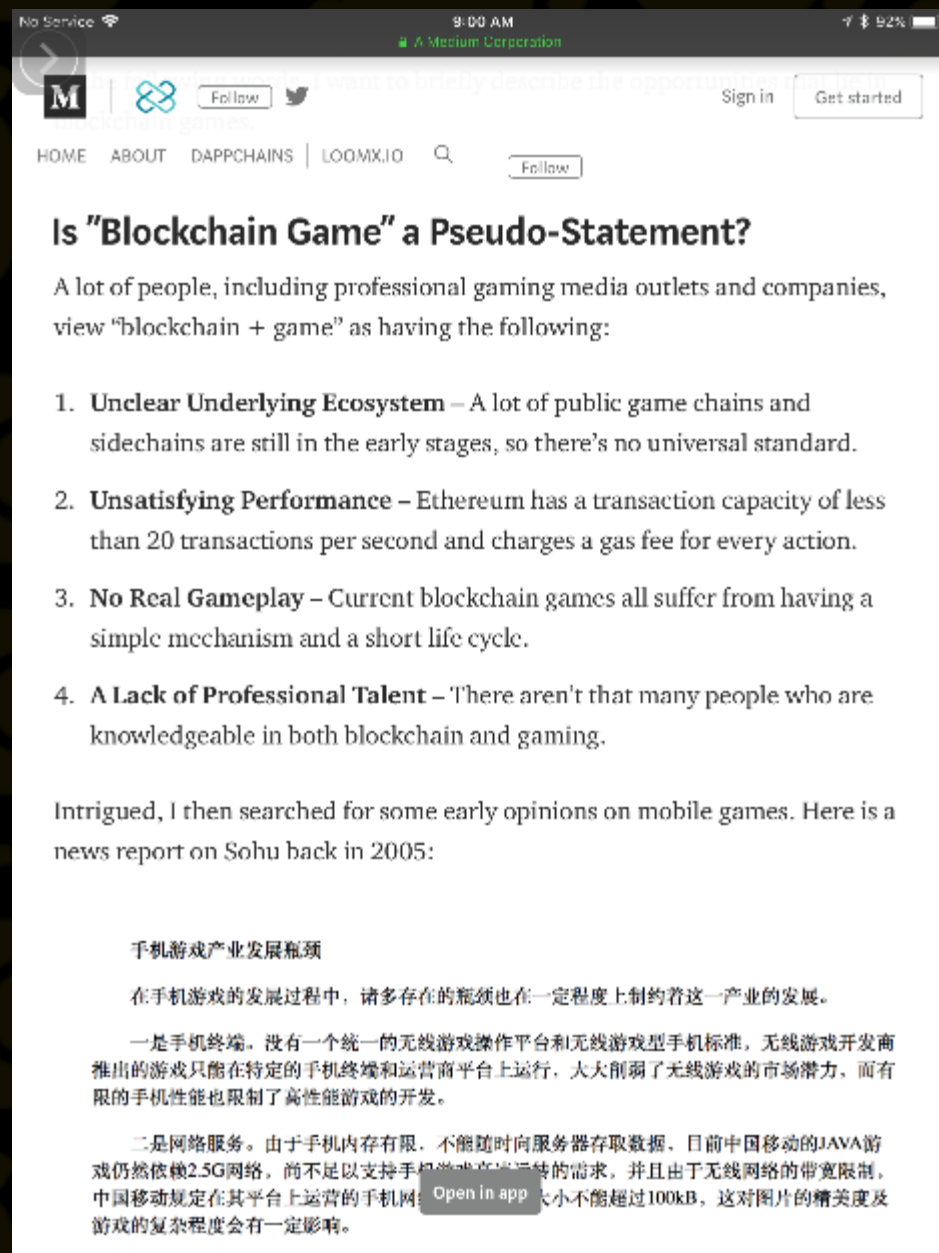 No Service
9:00 AM
92%
A Medium Corporation
the following words, I want to briefly describe the opportunities that lie in
blockchain games.
M
Follow
Sign in
Get started
HOME ABOUT DAPPCHAINS | LOOMX.IO
Follow
Is "Blockchain Game" a Pseudo-Statement?
A lot of people, including professional gaming media outlets and companies,
view “blockchain + game” as having the following:
1. Unclear Underlying Ecosystem – A lot of public game chains and
sidechains are still in the early stages, so there’s no universal standard.
2. Unsatisfying Performance – Ethereum has a transaction capacity of less
than 20 transactions per second and charges a gas fee for every action.
3. No Real Gameplay – Current blockchain games all suffer from having a
simple mechanism and a short life cycle.
4. A Lack of Professional Talent – There aren’t that many people who are
knowledgeable in both blockchain and gaming.
Intrigued, I then searched for some early opinions on mobile games. Here is a
news report on Sohu back in 2005:
手机游戏产业发展瓶颈
在手机游戏的发展过程中，诸多存在的瓶颈也在一定程度上制约着这一产业的发展。
一是手机终端。没有一个统一的无线游戏操作平台和无线游戏型手机标准，无线游戏开发商
推出的游戏只能在特定的手机终端和运营商平台上运行，大大削弱了无线游戏的市场潜力，而有
限的手机性能也限制了高性能游戏的开发。
二是网络服务。由于手机内存有限，不能随时向服务器存取数据，目前中国移动的JAVA游
戏仍然依赖2.5G网络，尚不足以支持手机游戏的需求，并且由于无线网络的带宽限制，
中国移动规定在其平台上运营的手机网大小不能超过100kB，这对图片的精美度及
游戏的复杂程度会有一定影响。
Open in app